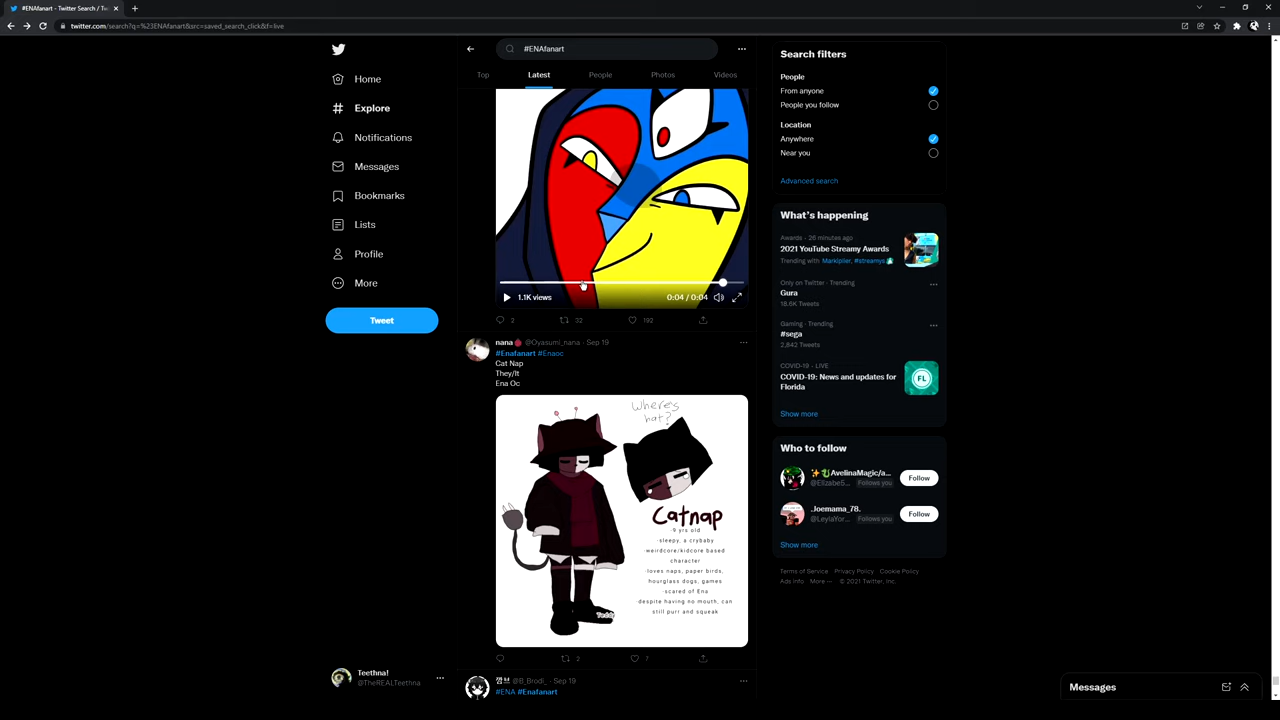 #ENAfanart - Twitter Search / Tw
twitter.com/search?q=%23ENAfanart&src=saved_search_click&f=live
Home
Explore
Notifications
Messages
Bookmarks
Lists
Profile
More
Tweet
Teethna!
@TheREALTeethna
#ENAfanart
Top
Latest
People
Photos
Videos
1.1K views
0:04 / 0:04
2
32
192
nana @Oyasumi_nana - Sep 19
#Enafanart #Enaoc
Cat Nap
They/It
Ena Oc
where's
hat?
Catnap
9 yrs old
-sleepy, a crybaby
-weirdcore/kidcore based
character
-loves naps, paper birds,
hourglass dogs, games
-scared of Ena
-despite having no mouth, can
still purr and squeak
Teddy
2
7
깜브 @B_Brodi_ - Sep 19
#ENA #Enafanart
Search filters
People
From anyone
People you follow
Location
Anywhere
Near you
Advanced search
What's happening
Awards · 26 minutes ago
2021 YouTube Streamy Awards
Trending with Markiplier, #streamys
Only on Twitter · Trending
Gura
18.6K Tweets
Gaming · Trending
#sega
2,842 Tweets
COVID-19 · LIVE
COVID-19: News and updates for
Florida
FL
Show more
Who to follow
AvelinaMagic/a...
@Elizabe5... Follows you
Follow
.Joemama_78.
@LeylaYor... Follows you
Follow
Show more
Terms of Service Privacy Policy Cookie Policy
Ads info More ··· © 2021 Twitter, Inc.
Messages